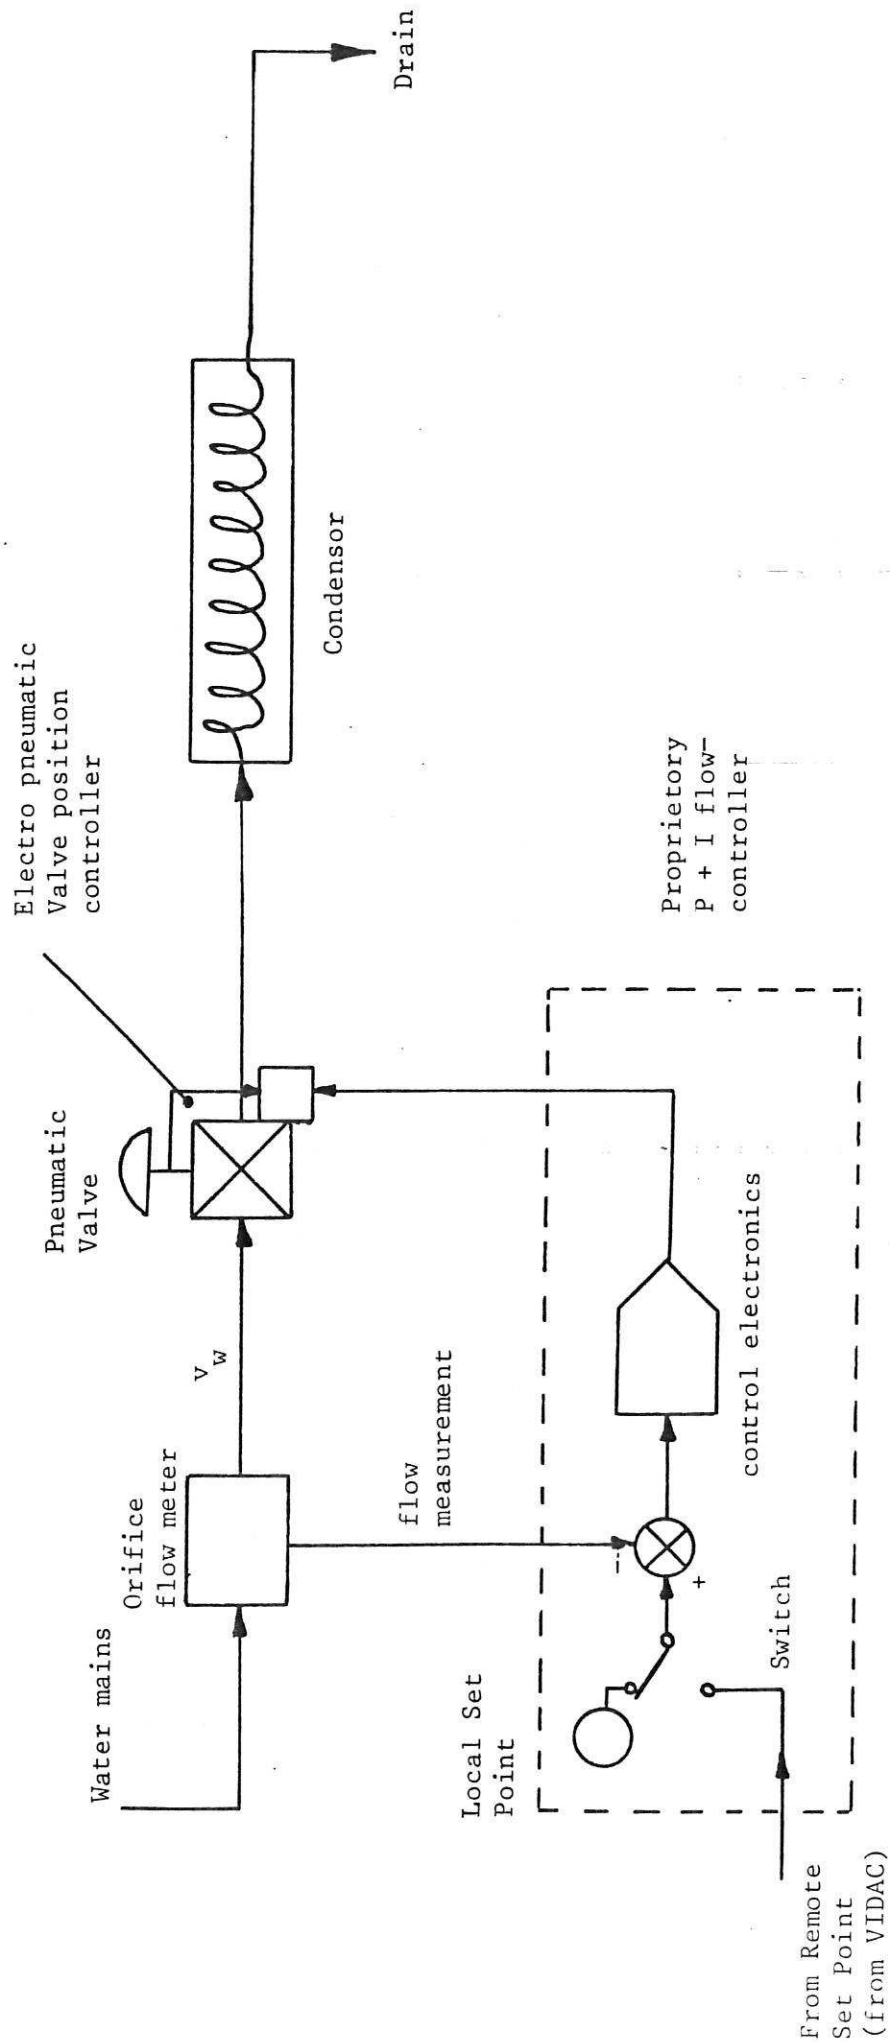 Electro pneumatic
Valve position
controller
Pneumatic
Valve
Water mains
Orifice
flow meter
v w
Condensor
Drain
flow
measurement
Local Set
Point
-
+
Switch
control electronics
Proprietory
P + I flow-
controller
From Remote
Set Point
(from VIDAC)